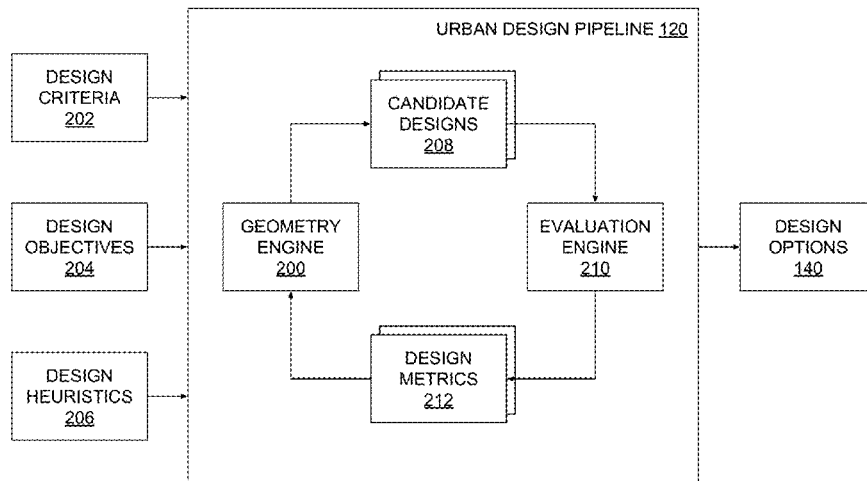 URBAN DESIGN PIPELINE 120
DESIGN
CRITERIA
202
DESIGN
OBJECTIVES
204
DESIGN
HEURISTICS
206
CANDIDATE
DESIGNS
208
GEOMETRY
ENGINE
200
EVALUATION
ENGINE
210
DESIGN
METRICS
212
DESIGN
OPTIONS
140